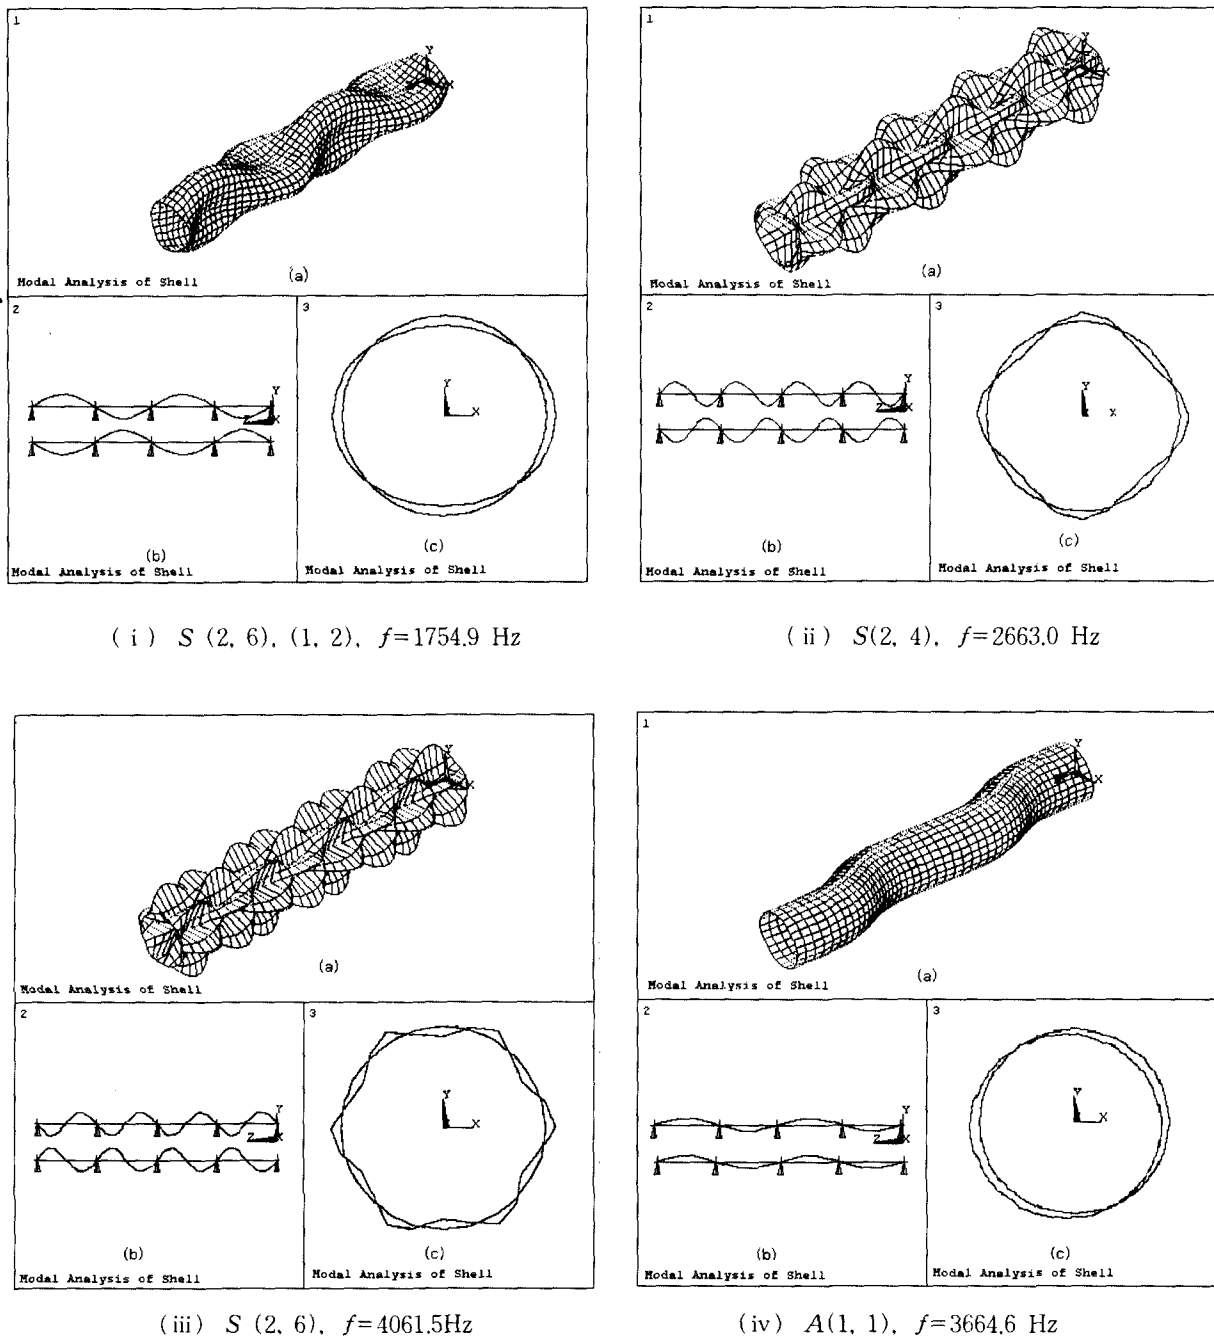 1
Y
X
(a)
Modal Analysis of Shell
2
Y
Z X
(b)
Modal Analysis of Shell
3
Y
X
(c)
Modal Analysis of Shell
(i) S (2, 6), (1, 2), f=1754.9 Hz
1
Y
X
(a)
Modal Analysis of Shell
2
Y
Z X
(b)
Modal Analysis of Shell
3
Y
X
(c)
Modal Analysis of Shell
(ii) S(2, 4), f=2663.0 Hz
Y
X
(a)
Modal Analysis of Shell
2
Y
Z X
(b)
Modal Analysis of Shell
3
Y
X
(c)
Modal Analysis of Shell
(iii) S (2, 6), f=4061.5Hz
1
Y
X
(a)
Modal Analysis of Shell
2
Y
Z X
(b)
Modal Analysis of Shell
3
Y
X
(c)
Modal Analysis of Shell
(iv) A(1, 1), f=3664.6 Hz